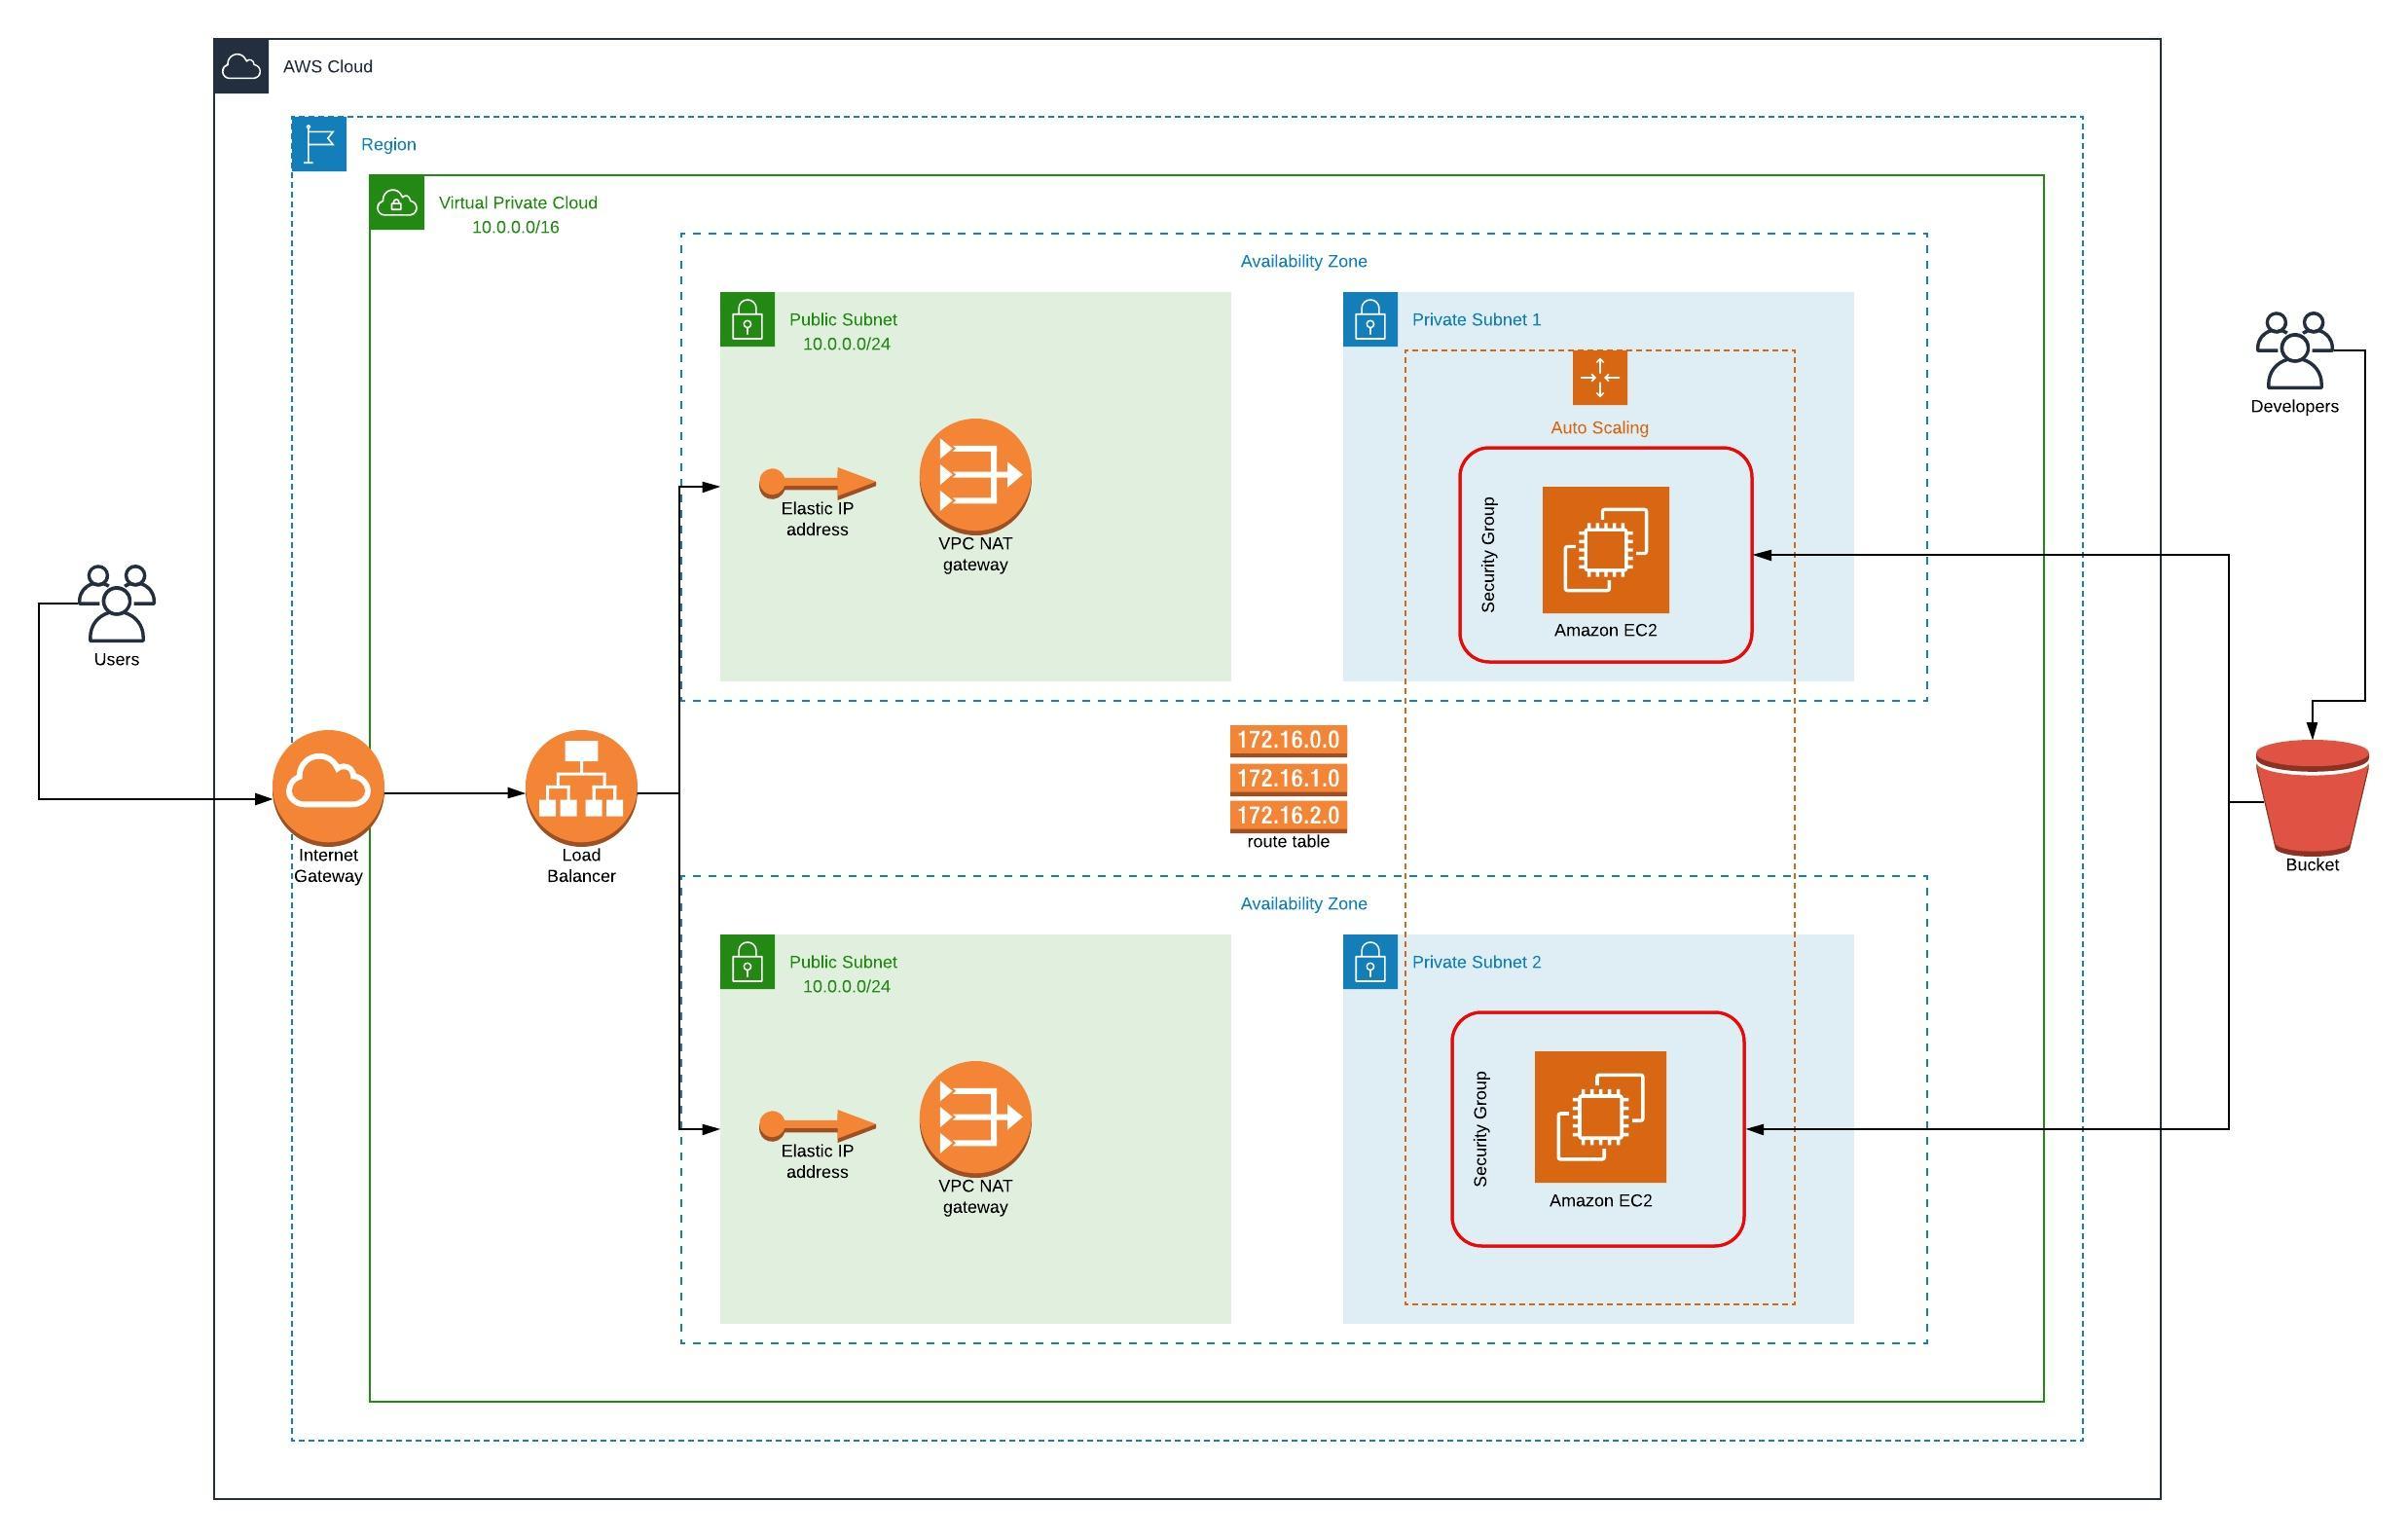 AWS Cloud
Region
Virtual Private Cloud
10.0.0.0/16
Availability Zone
Public Subnet
10.0.0.0/24
Private Subnet 1
Auto Scaling
Elastic IP
address
VPC NAT
gateway
Security Group
Amazon EC2
Developers
Users
172.16.0.0
172.16.1.0
172.16.2.0
route table
Internet
Gateway
Load
Balancer
Bucket
Availability Zone
Public Subnet
10.0.0.0/24
Private Subnet 2
Elastic IP
address
VPC NAT
gateway
Security Group
Amazon EC2